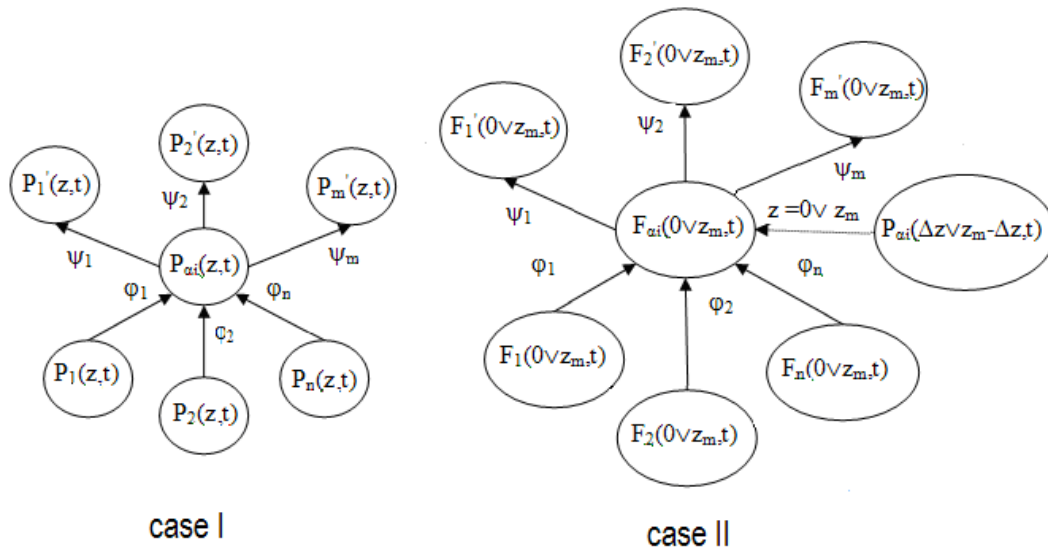 P₁'(z,t)
P₂'(z,t)
Pₘ'(z,t)
ψ₁
ψ₂
ψₘ
Pαi(z,t)
φ₁
φ₂
φₙ
P₁(z,t)
P₂(z,t)
Pₙ(z,t)
case I
F₁'(0∨zₘ,t)
F₂'(0∨zₘ,t)
Fₘ'(0∨zₘ,t)
ψ₁
ψ₂
ψₘ
Fαi(0∨zₘ,t)
z =0∨ zₘ
Pαi(Δz∨zₘ-Δz,t)
φ₁
φ₂
φₙ
F₁(0∨zₘ,t)
F₂(0∨zₘ,t)
Fₙ(0∨zₘ,t)
case II